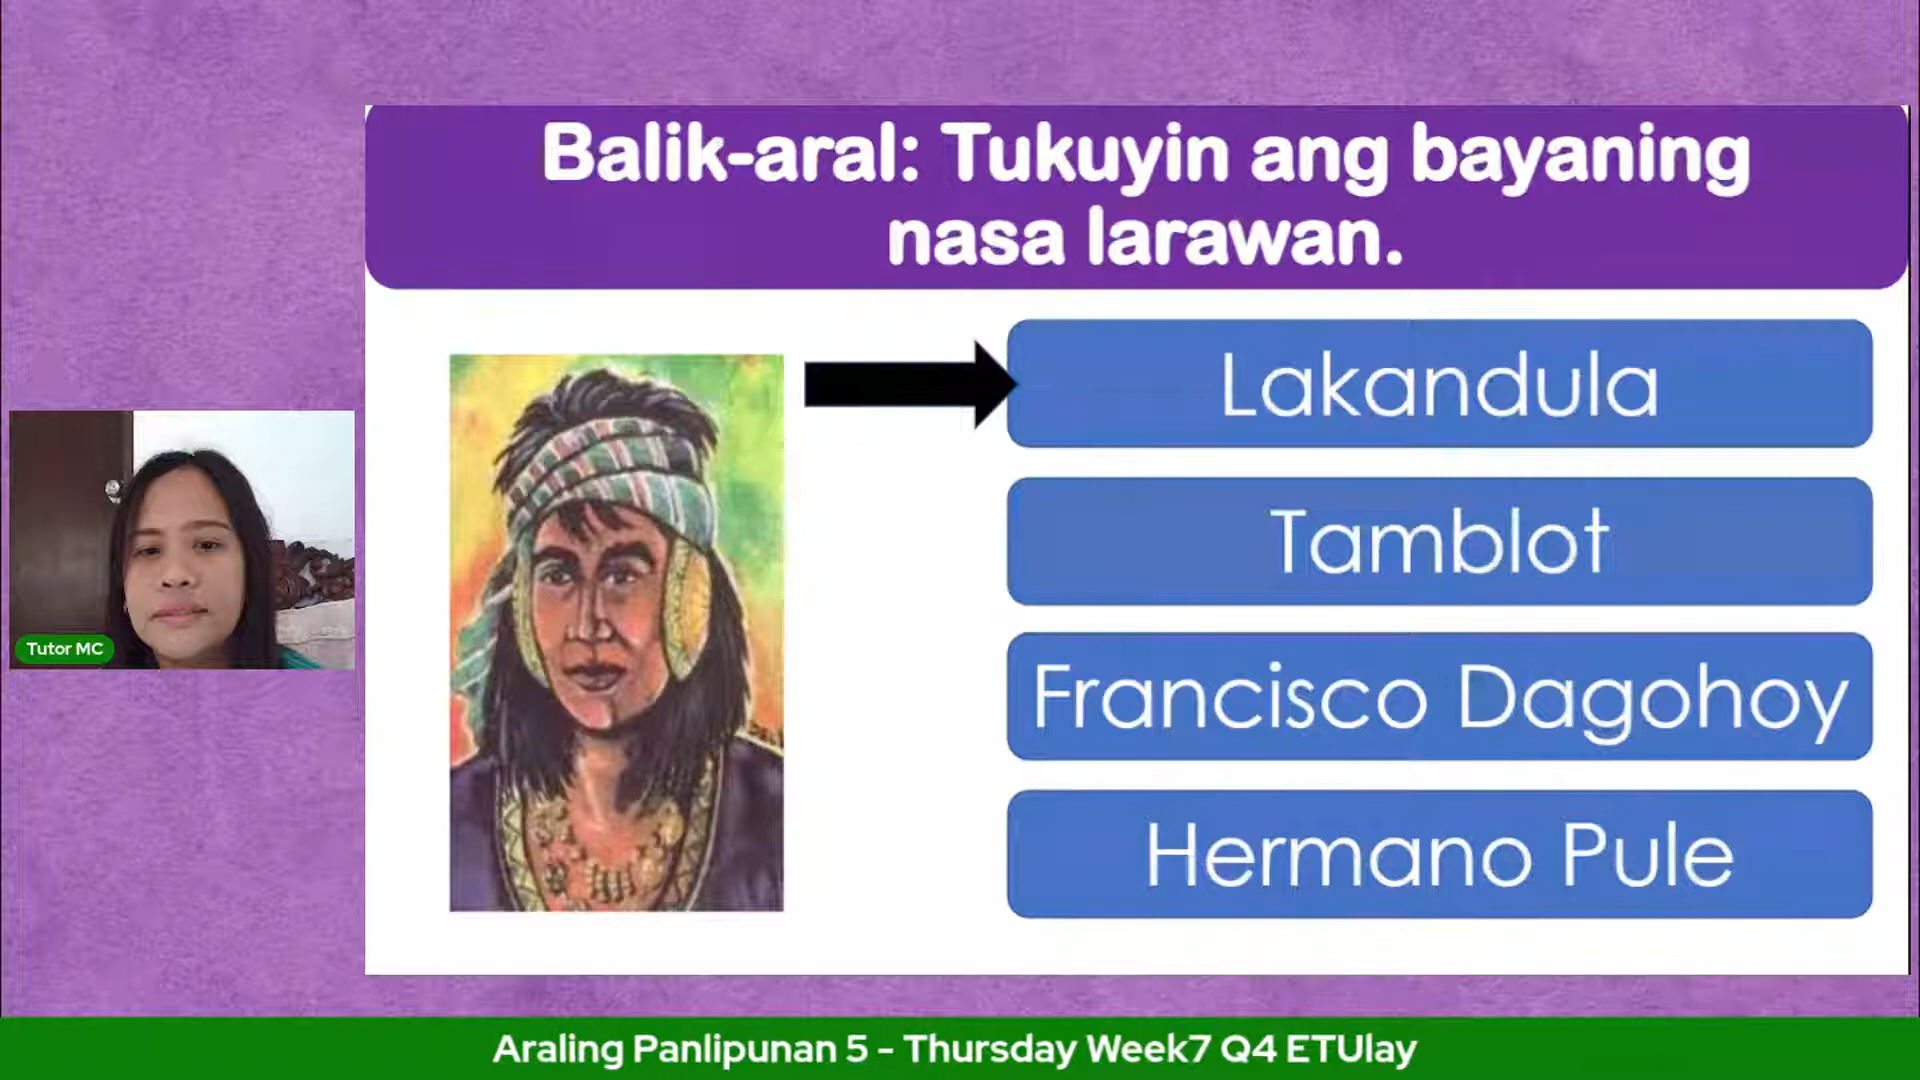 Balik-aral: Tukuyin ang bayaning
nasa larawan.
Lakandula
Tamblot
Francisco Dagohoy
Hermano Pule
Tutor MC
Araling Panlipunan 5 - Thursday Week7 Q4 ETUlay